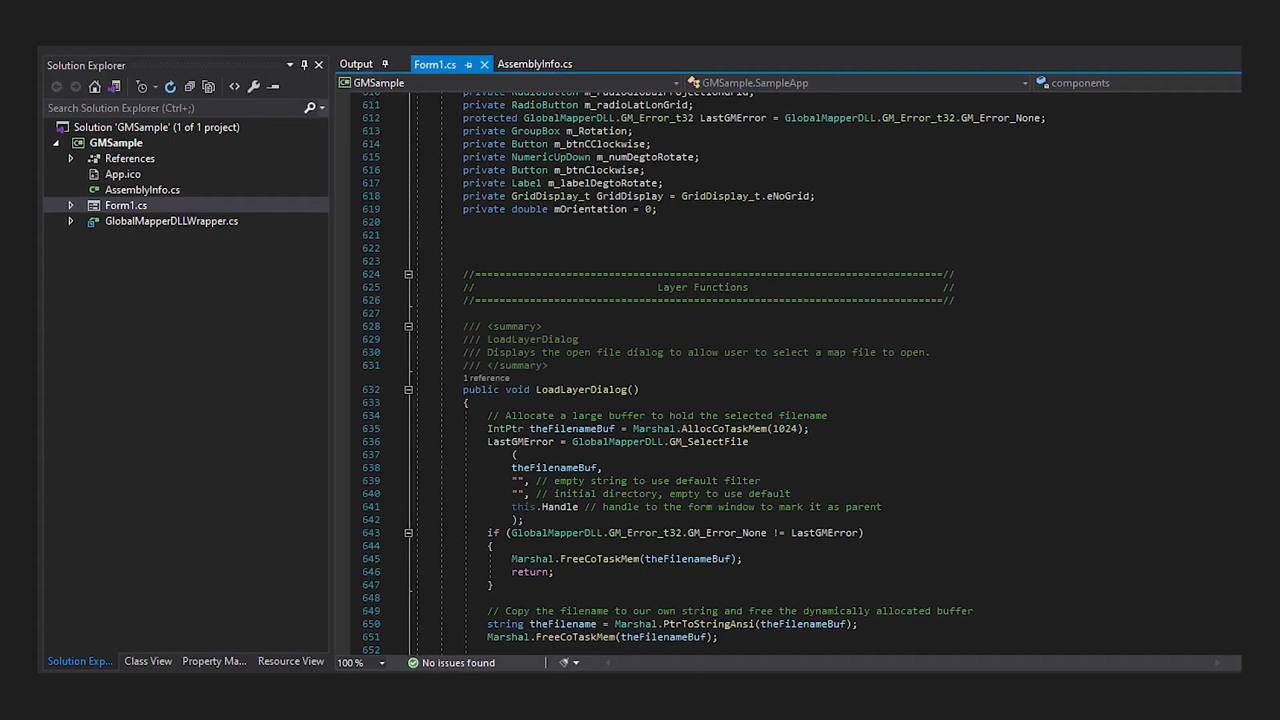 Solution Explorer
Search Solution Explorer (Ctrl+;)
Solution 'GMSample' (1 of 1 project)
GMSample
References
App.ico
AssemblyInfo.cs
Form1.cs
GlobalMapperDLLWrapper.cs
Solution Exp...
Class View
Property Ma...
Resource View
Output
Form1.cs
AssemblyInfo.cs
GMSample
GMSample.SampleApp
components
611 private RadioButton m_radioLatLonGrid;
612 protected GlobalMapperDLL.GM_Error_t32 LastGMError = GlobalMapperDLL.GM_Error_t32.GM_Error_None;
613 private GroupBox m_Rotation;
614 private Button m_btnCClockwise;
615 private NumericUpDown m_numDegtoRotate;
616 private Button m_btnClockwise;
617 private Label m_labelDegtoRotate;
618 private GridDisplay_t GridDisplay = GridDisplay_t.eNoGrid;
619 private double mOrientation = 0;
620
621
622
623
624 //=============================================================================//
625 // Layer Functions //
626 //=============================================================================//
627
628 /// <summary>
629 /// LoadLayerDialog
630 /// Displays the open file dialog to allow user to select a map file to open.
631 /// </summary>
1 reference
632 public void LoadLayerDialog()
633 {
634 // Allocate a large buffer to hold the selected filename
635 IntPtr theFilenameBuf = Marshal.AllocCoTaskMem(1024);
636 LastGMError = GlobalMapperDLL.GM_SelectFile
637 (
638 theFilenameBuf,
639 "", // empty string to use default filter
640 "", // initial directory, empty to use default
641 this.Handle // handle to the form window to mark it as parent
642 );
643 if (GlobalMapperDLL.GM_Error_t32.GM_Error_None != LastGMError)
644 {
645 Marshal.FreeCoTaskMem(theFilenameBuf);
646 return;
647 }
648
649 // Copy the filename to our own string and free the dynamically allocated buffer
650 string theFilename = Marshal.PtrToStringAnsi(theFilenameBuf);
651 Marshal.FreeCoTaskMem(theFilenameBuf);
652
100 %
No issues found